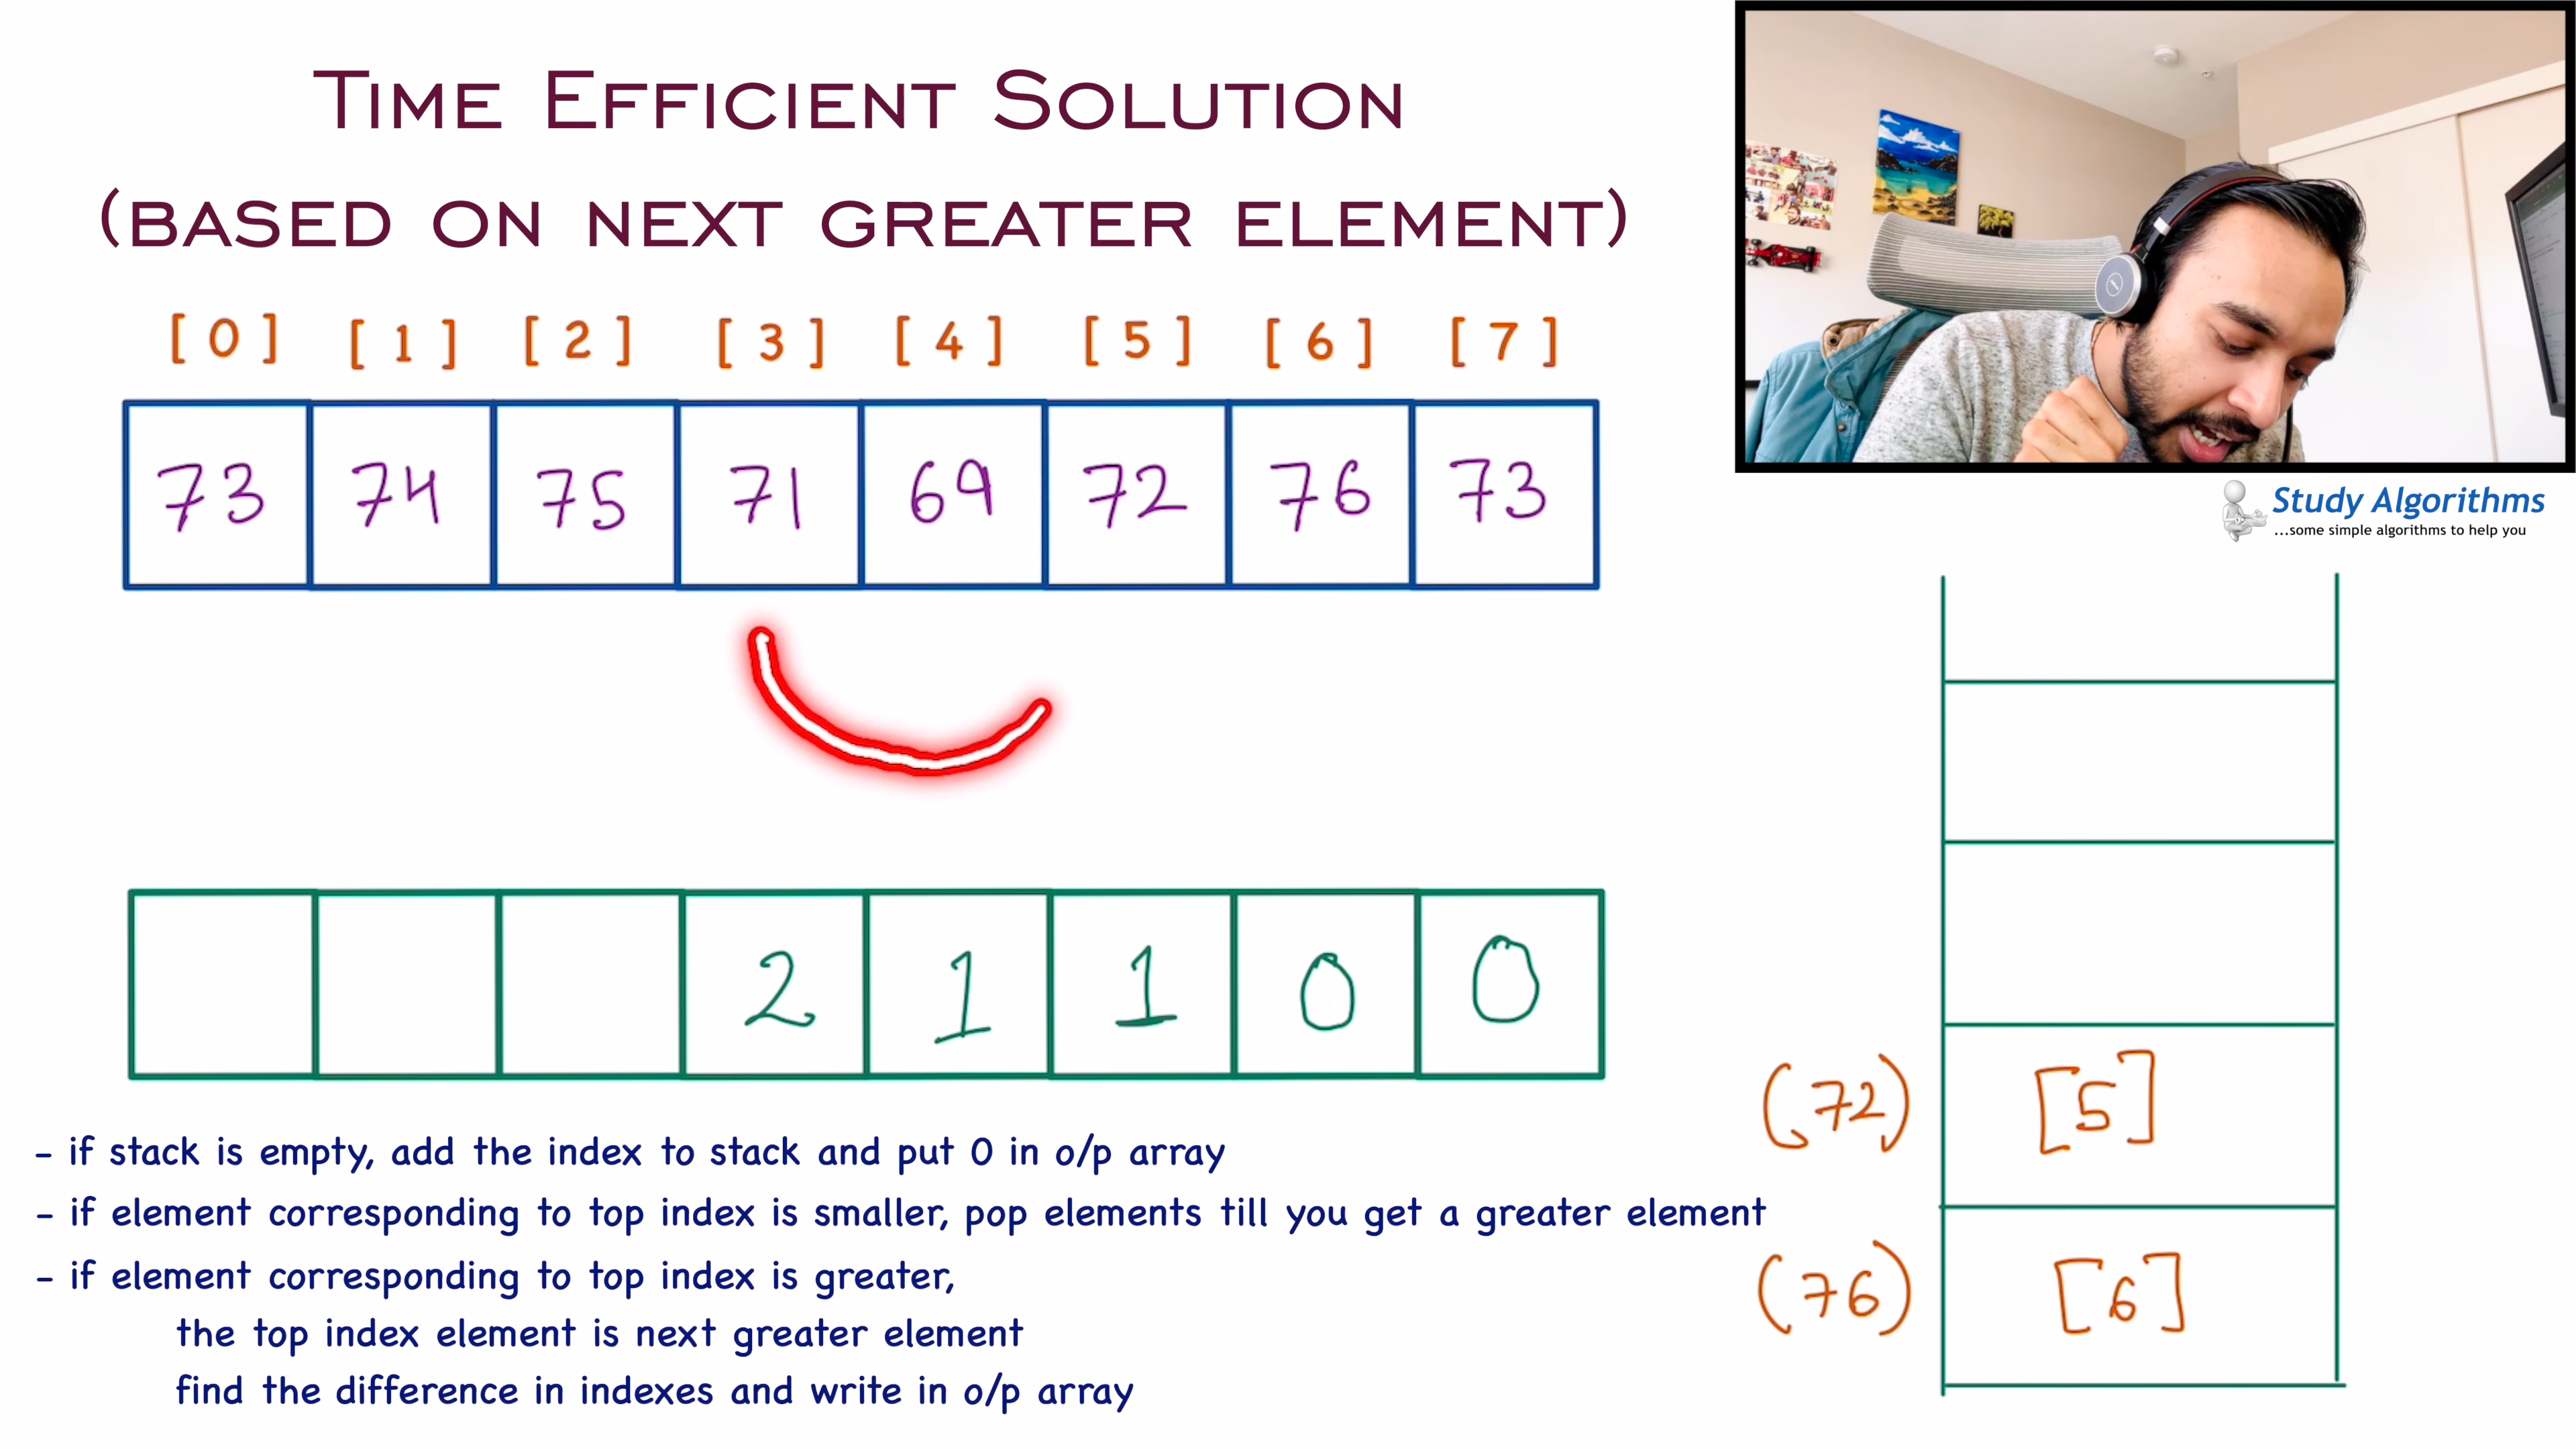 TIME EFFICIENT SOLUTION
(BASED ON NEXT GREATER ELEMENT)
[0] [1] [2] [3] [4] [5] [6] [7]
73 74 75 71 69 72 76 73
Study Algorithms
...some simple algorithms to help you
2 1 1 0 0
(72) [5]
(76) [6]
- if stack is empty, add the index to stack and put 0 in o/p array
- if element corresponding to top index is smaller, pop elements till you get a greater element
- if element corresponding to top index is greater,
the top index element is next greater element
find the difference in indexes and write in o/p array